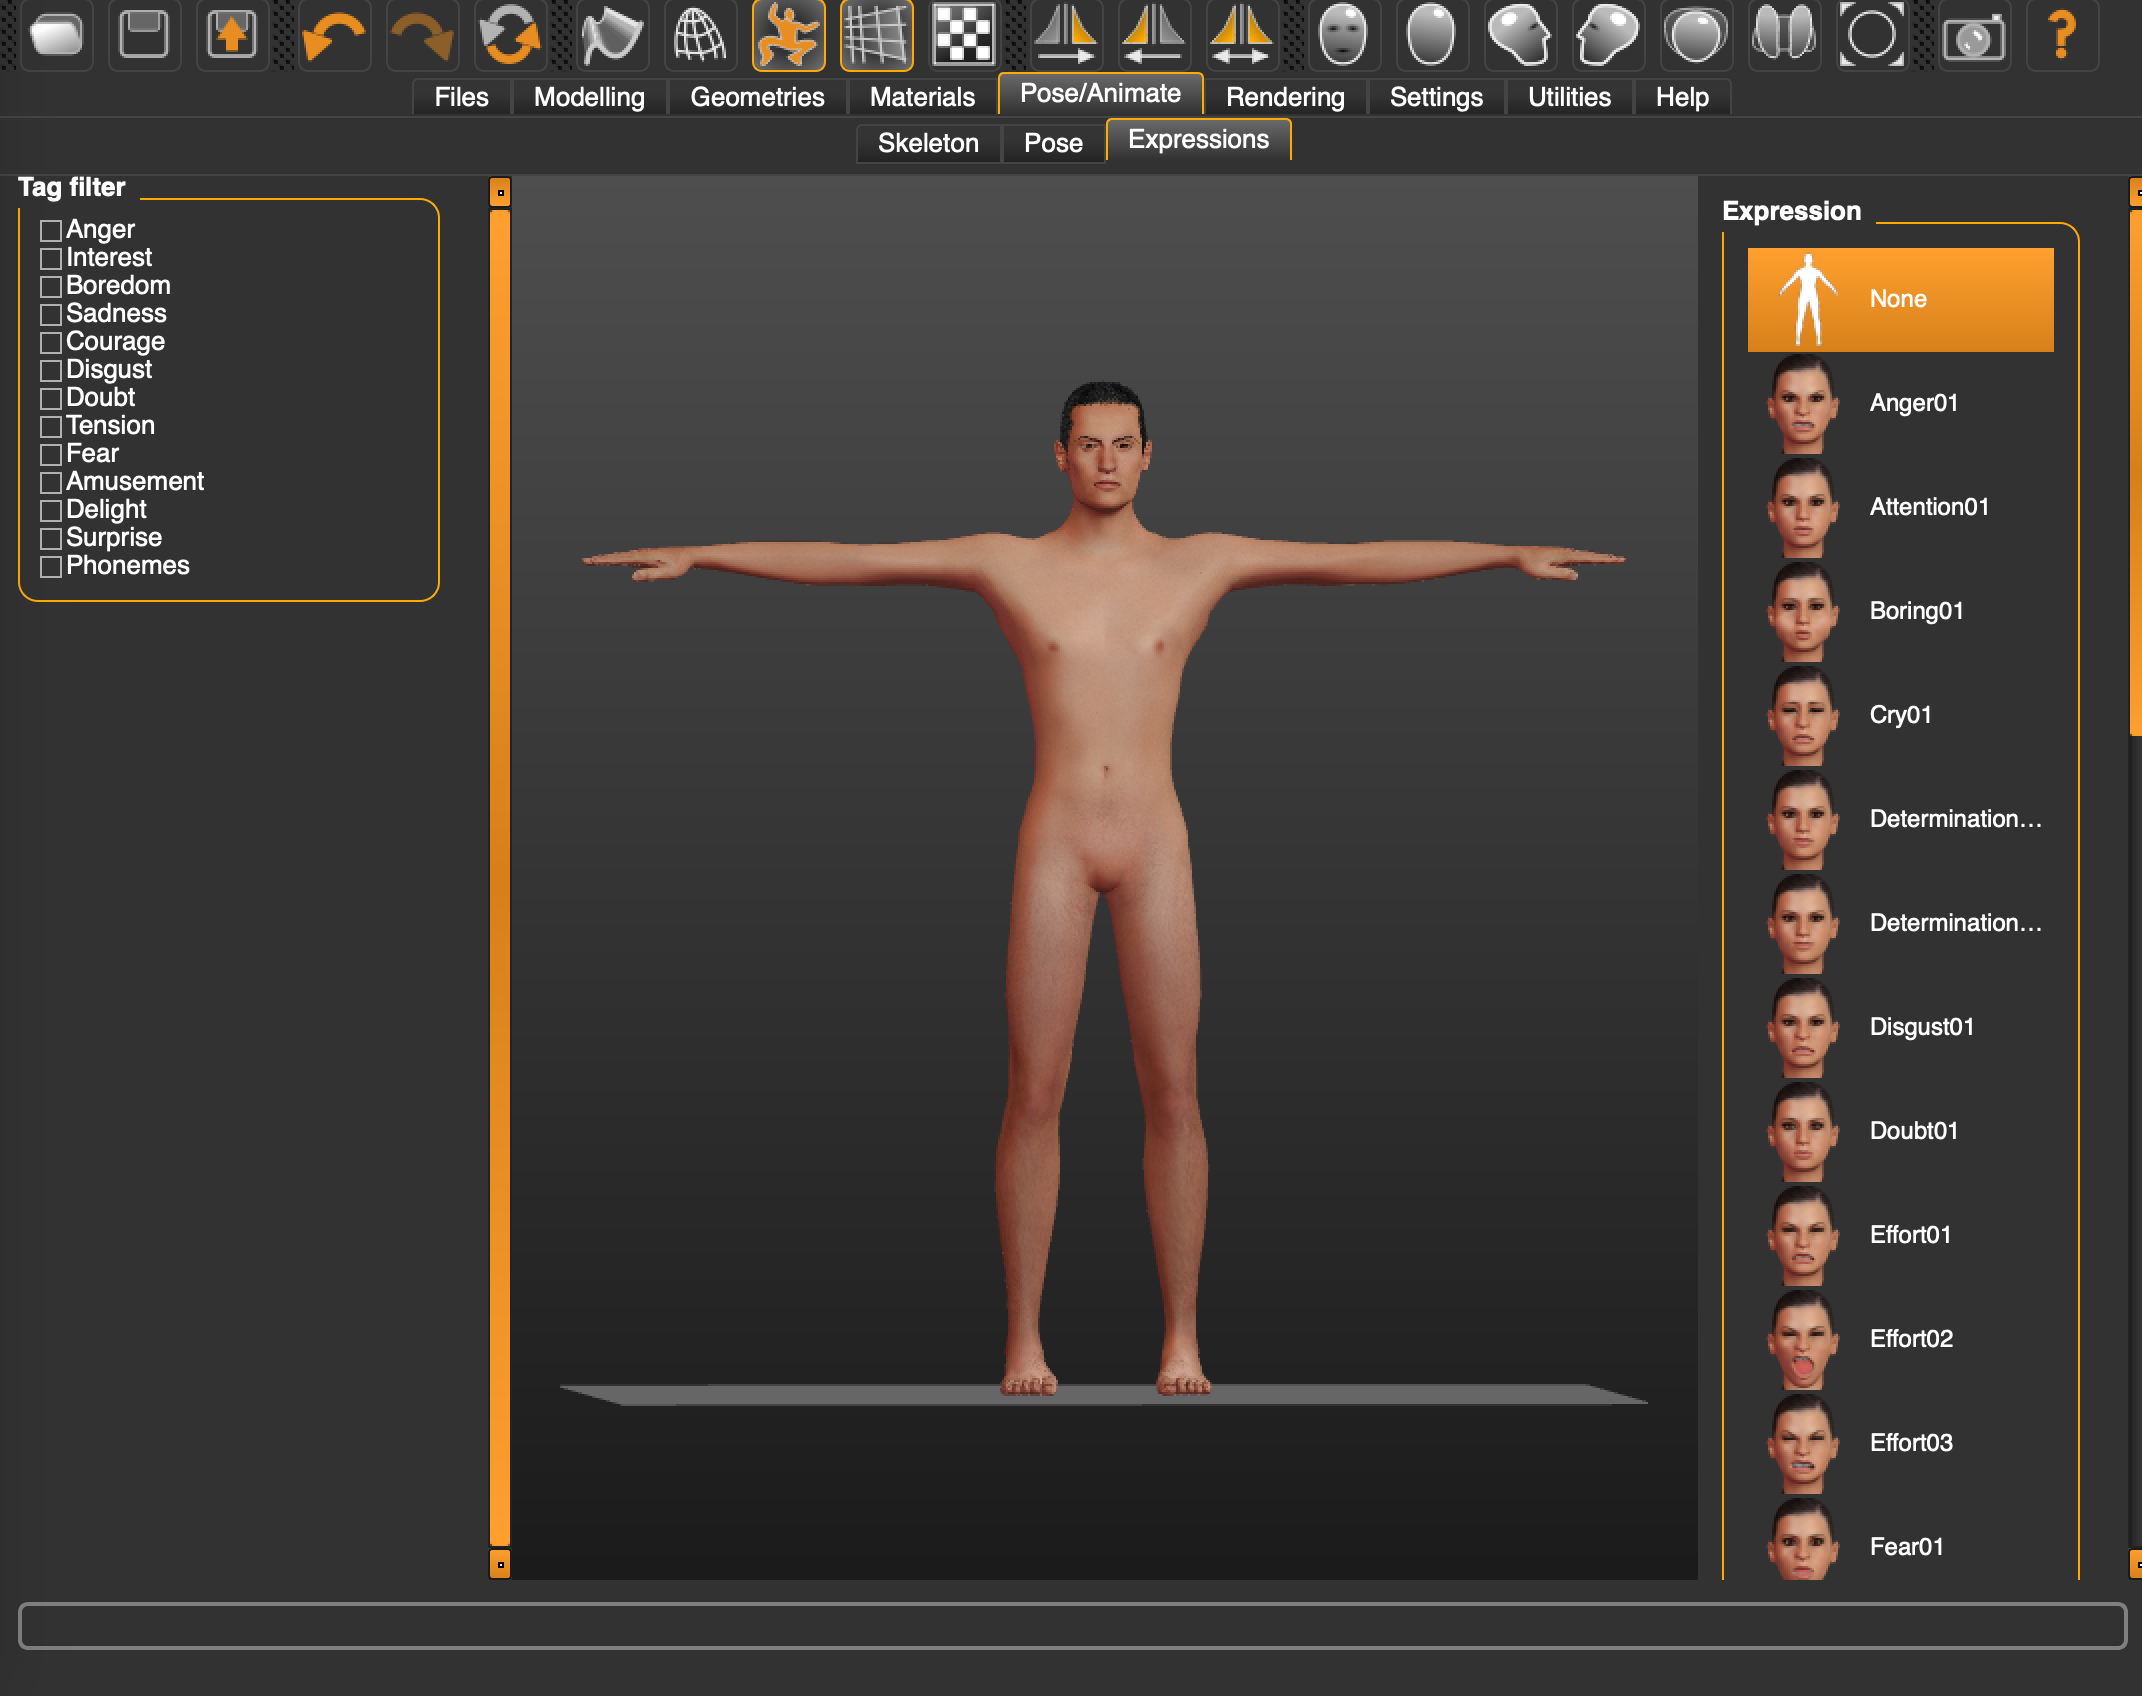 Files Modelling Geometries Materials Pose/Animate Rendering Settings Utilities Help
Skeleton Pose Expressions
Tag filter
Anger
Interest
Boredom
Sadness
Courage
Disgust
Doubt
Tension
Fear
Amusement
Delight
Surprise
Phonemes
Expression
None
Anger01
Attention01
Boring01
Cry01
Determination...
Determination...
Disgust01
Doubt01
Effort01
Effort02
Effort03
Fear01